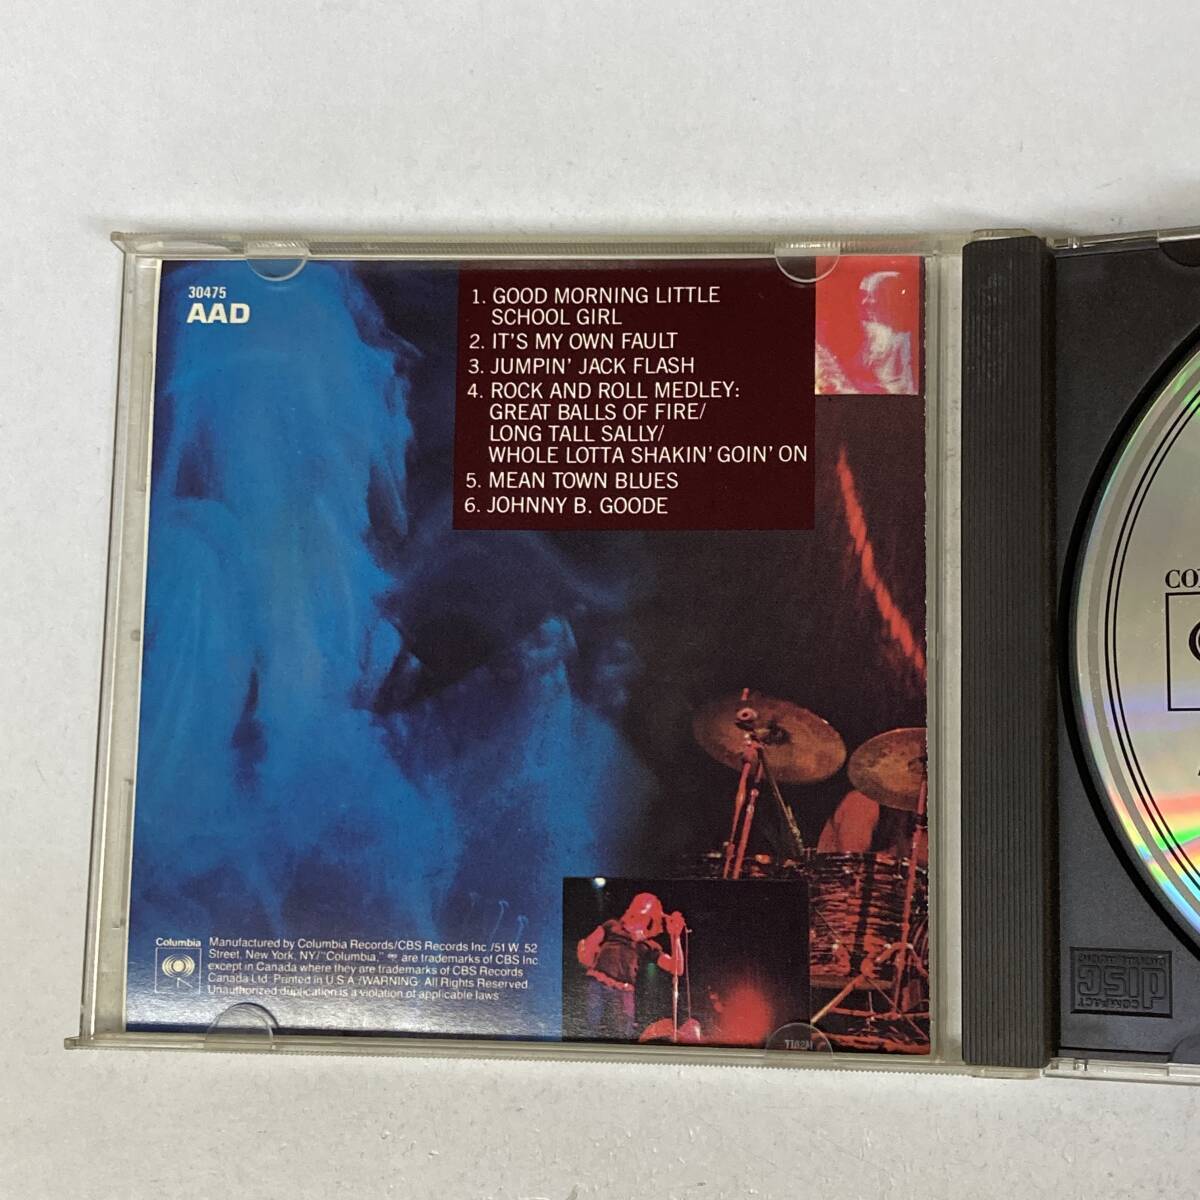 30475
AAD
1. GOOD MORNING LITTLE
SCHOOL GIRL
2. IT'S MY OWN FAULT
3. JUMPIN' JACK FLASH
4. ROCK AND ROLL MEDLEY:
GREAT BALLS OF FIRE/
LONG TALL SALLY/
WHOLE LOTTA SHAKIN' GOIN' ON
5. MEAN TOWN BLUES
6. JOHNNY B. GOODE
Columbia
Manufactured by Columbia Records/CBS Records Inc./51 W. 52
Street, New York, NY/"Columbia," are trademarks of CBS Inc.
except in Canada where they are trademarks of CBS Records
Canada Ltd. Printed in U.S.A./WARNING: All Rights Reserved.
Unauthorized duplication is a violation of applicable laws.
COMPACT
disc
DIGITAL AUDIO